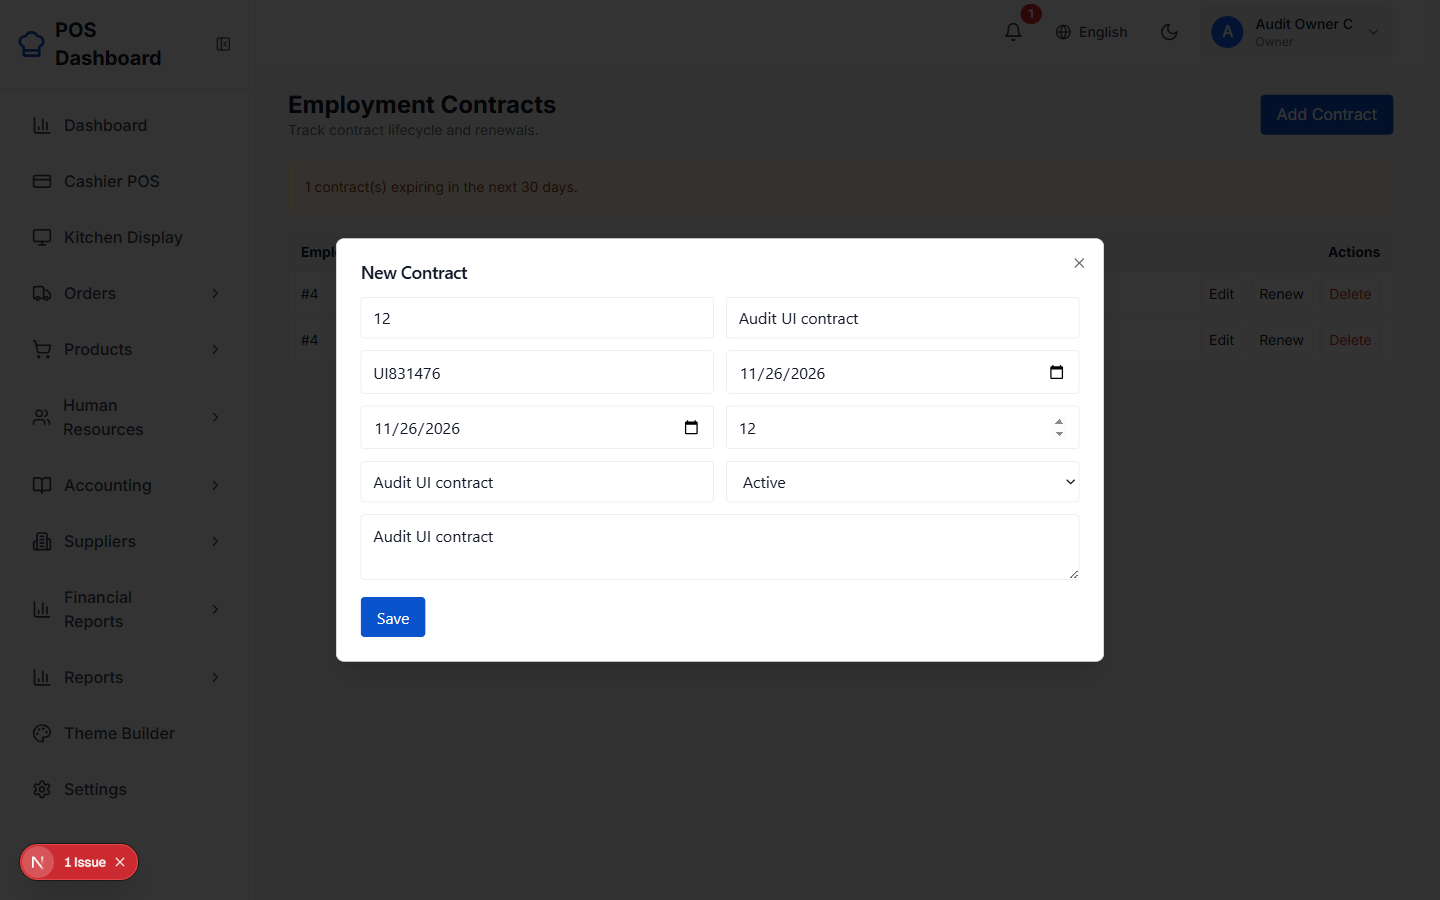 POS
Dashboard
1
English
A
Audit Owner C
Owner
Dashboard
Cashier POS
Kitchen Display
Orders
Products
Human
Resources
Accounting
Suppliers
Financial
Reports
Reports
Theme Builder
Settings
N
1 Issue
Employment Contracts
Track contract lifecycle and renewals.
Add Contract
1 contract(s) expiring in the next 30 days.
Actions
#4
Edit Renew Delete
#4
Edit Renew Delete
New Contract
12
Audit UI contract
UI831476
11/26/2026
11/26/2026
12
Audit UI contract
Active
Audit UI contract
Save